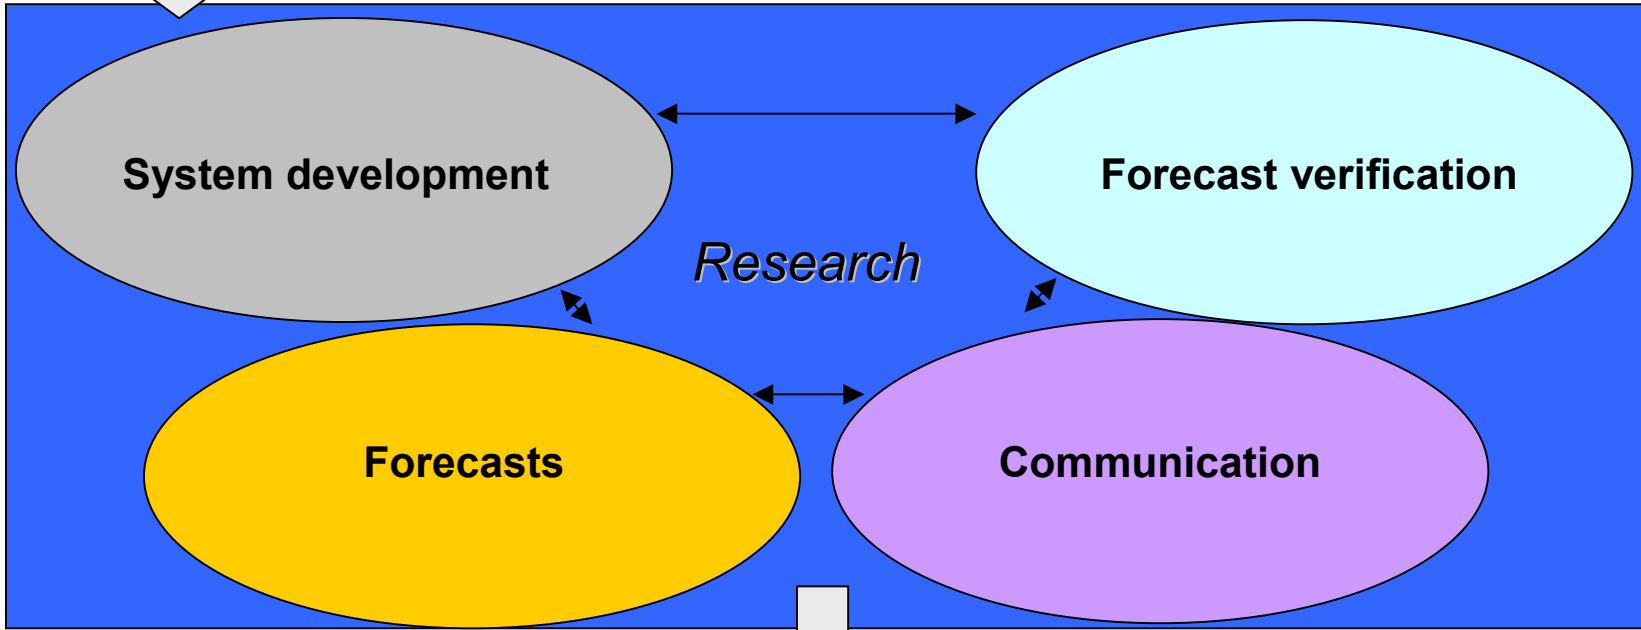 System development
Forecast verification
Research
Forecasts
Communication